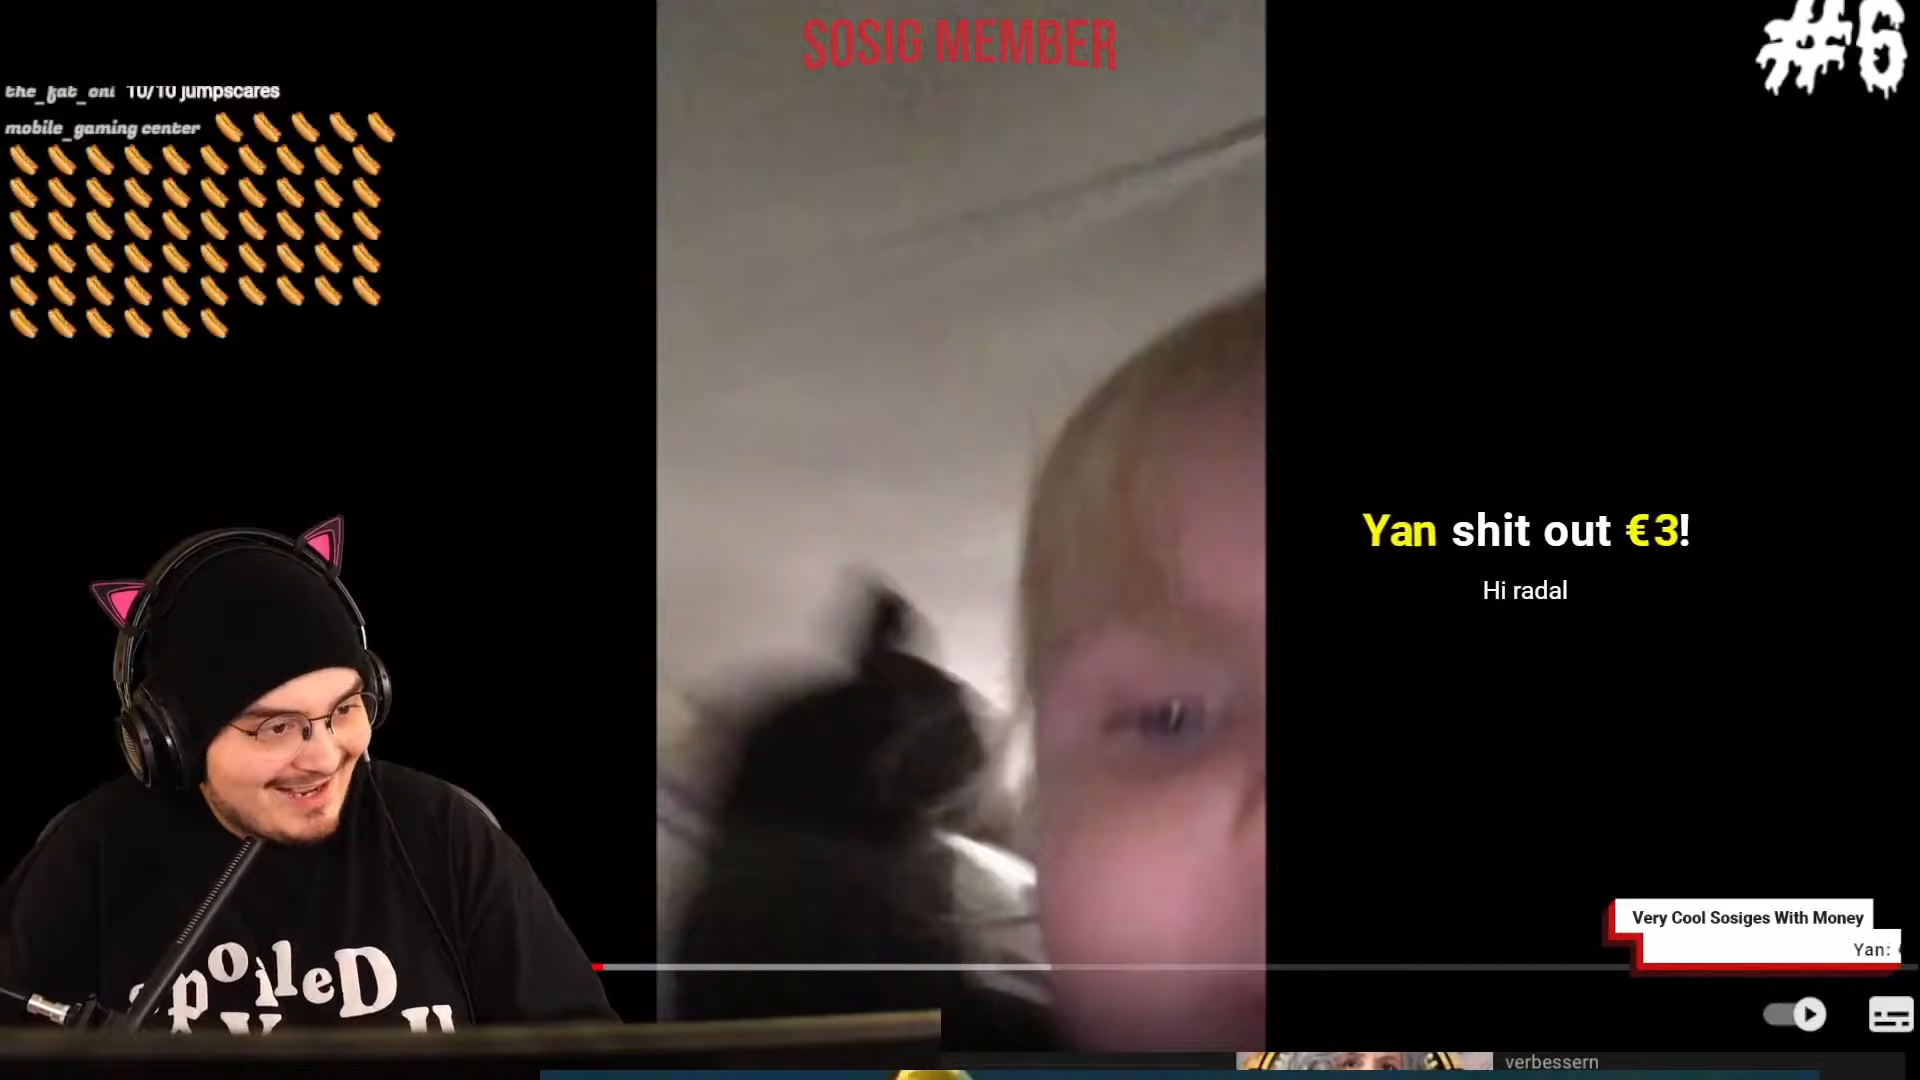 SOSIG MEMBER
#6
the_fat_oni 10/10 jumpscares
mobile_gaming center
Yan shit out €3!
Hi radal
Very Cool Sosiges With Money
Yan:
spoileD
verbessern